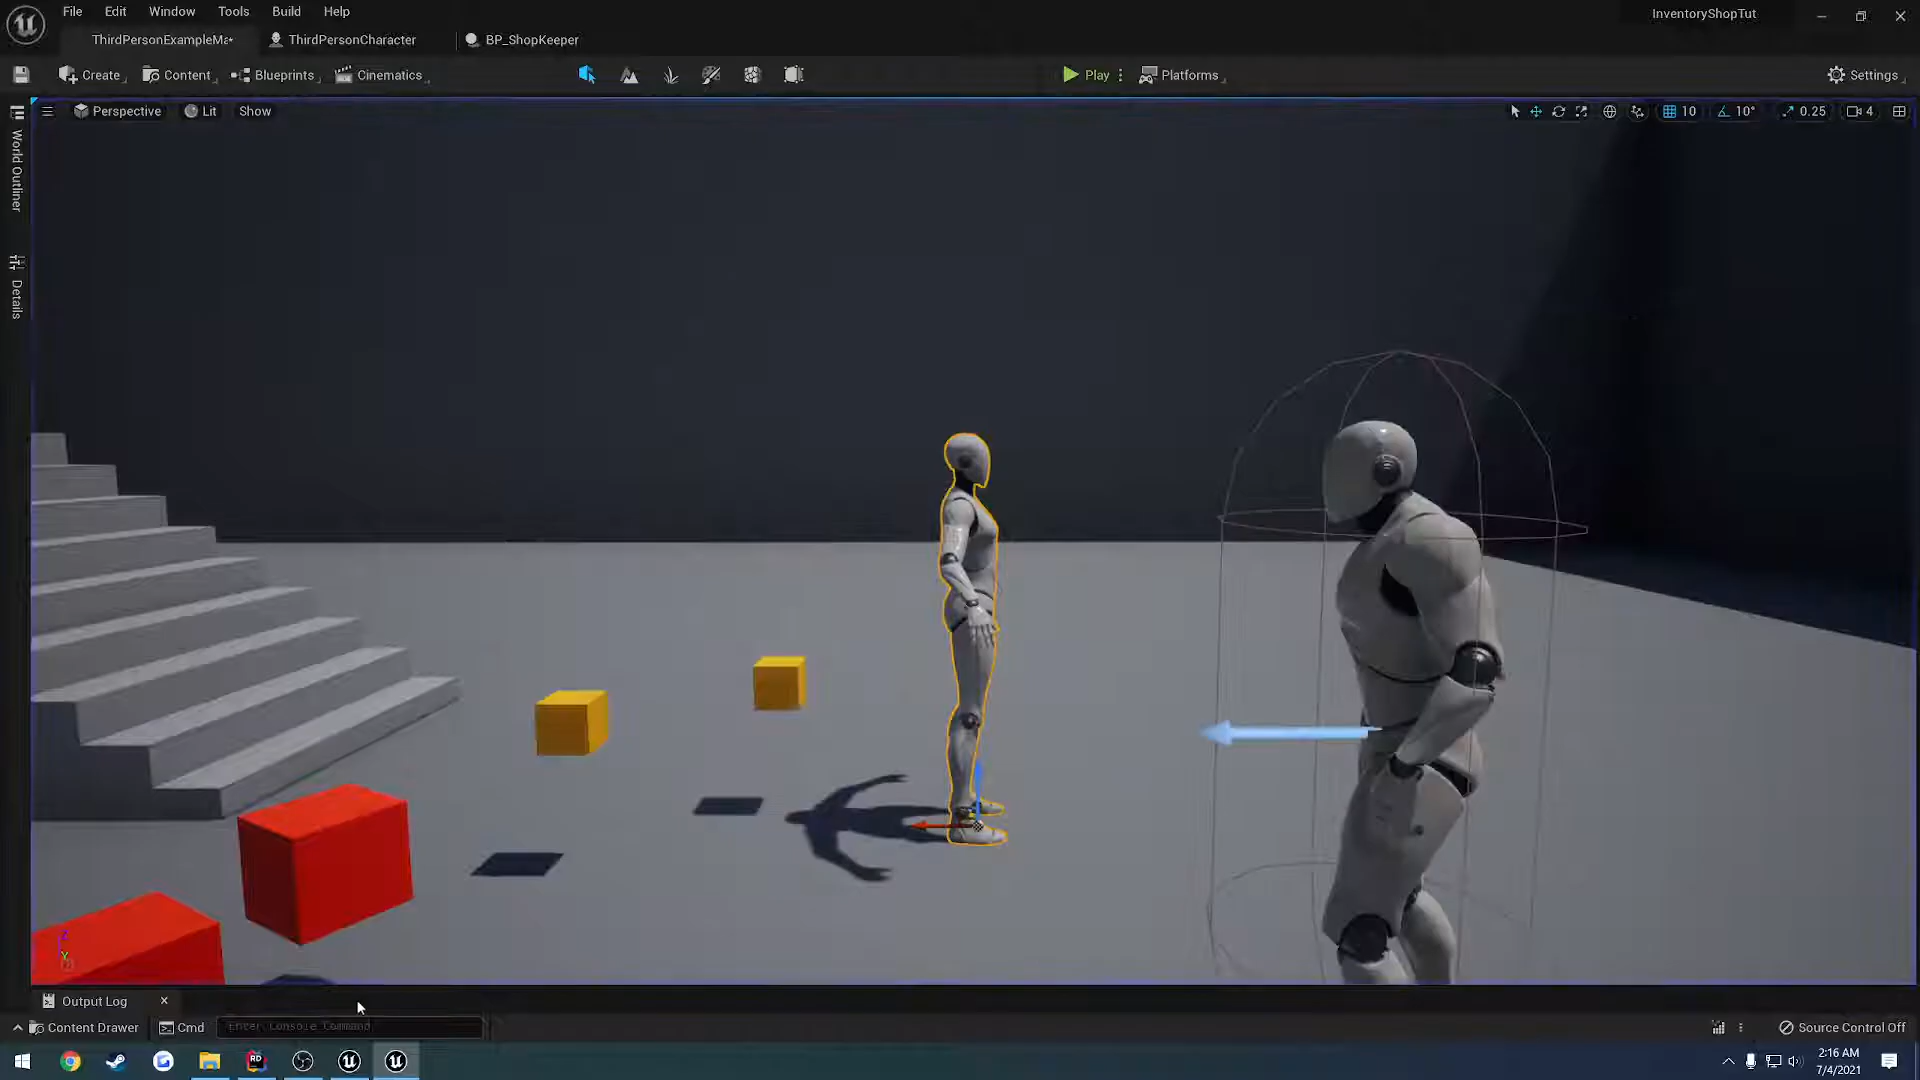 File Edit Window Tools Build Help
InventoryShopTut
ThirdPersonExampleMa*
ThirdPersonCharacter
BP_ShopKeeper
Create
Content
Blueprints
Cinematics
Play
Platforms
Settings
Perspective
Lit
Show
10
10°
0.25
4
World Outliner
Details
Output Log
Content Drawer
Cmd
Enter Console Command
Source Control Off
RD
2:16 AM
7/4/2021